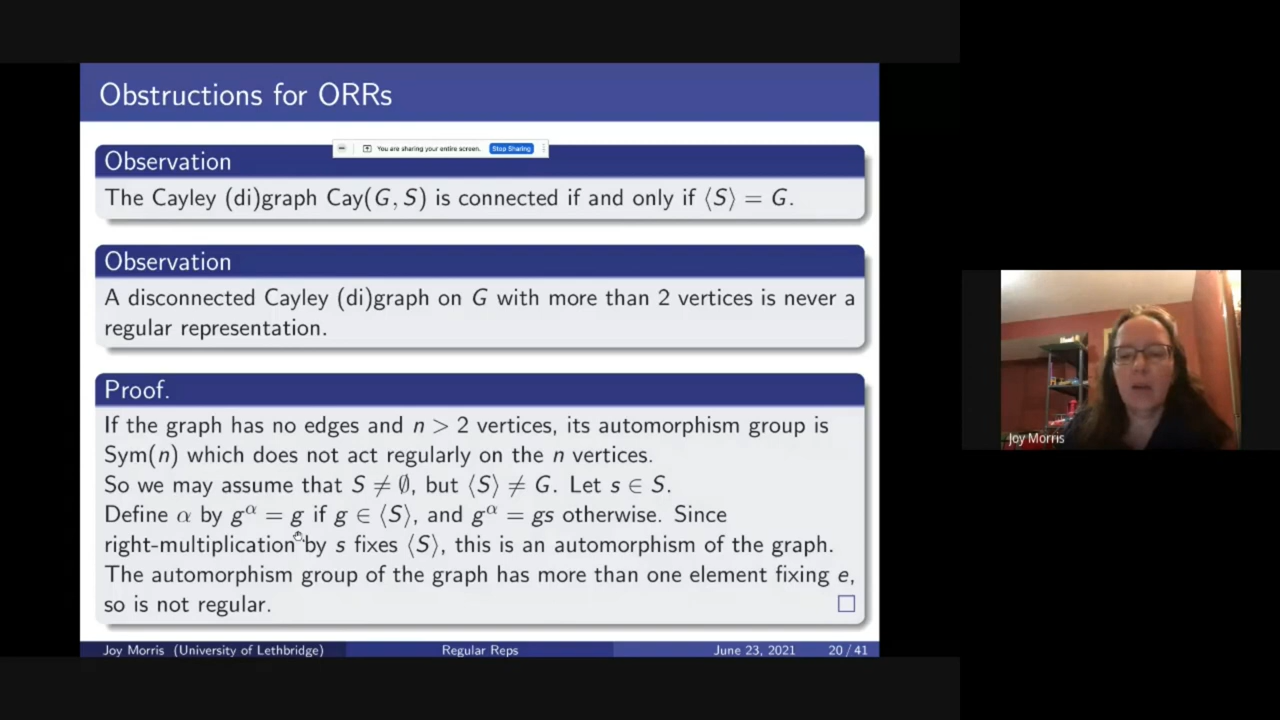 Obstructions for ORRs
You are sharing your entire screen.
Stop Sharing
Observation
The Cayley (di)graph Cay(G, S) is connected if and only if ⟨S⟩ = G.
Observation
A disconnected Cayley (di)graph on G with more than 2 vertices is never a
regular representation.
Proof.
If the graph has no edges and n > 2 vertices, its automorphism group is
Sym(n) which does not act regularly on the n vertices.
So we may assume that S ≠ ∅, but ⟨S⟩ ≠ G. Let s ∈ S.
Define α by g^α = g if g ∈ ⟨S⟩, and g^α = gs otherwise. Since
right-multiplication by s fixes ⟨S⟩, this is an automorphism of the graph.
The automorphism group of the graph has more than one element fixing e,
so is not regular.
Joy Morris (University of Lethbridge)
Regular Reps
June 23, 2021
20 / 41
Joy Morris